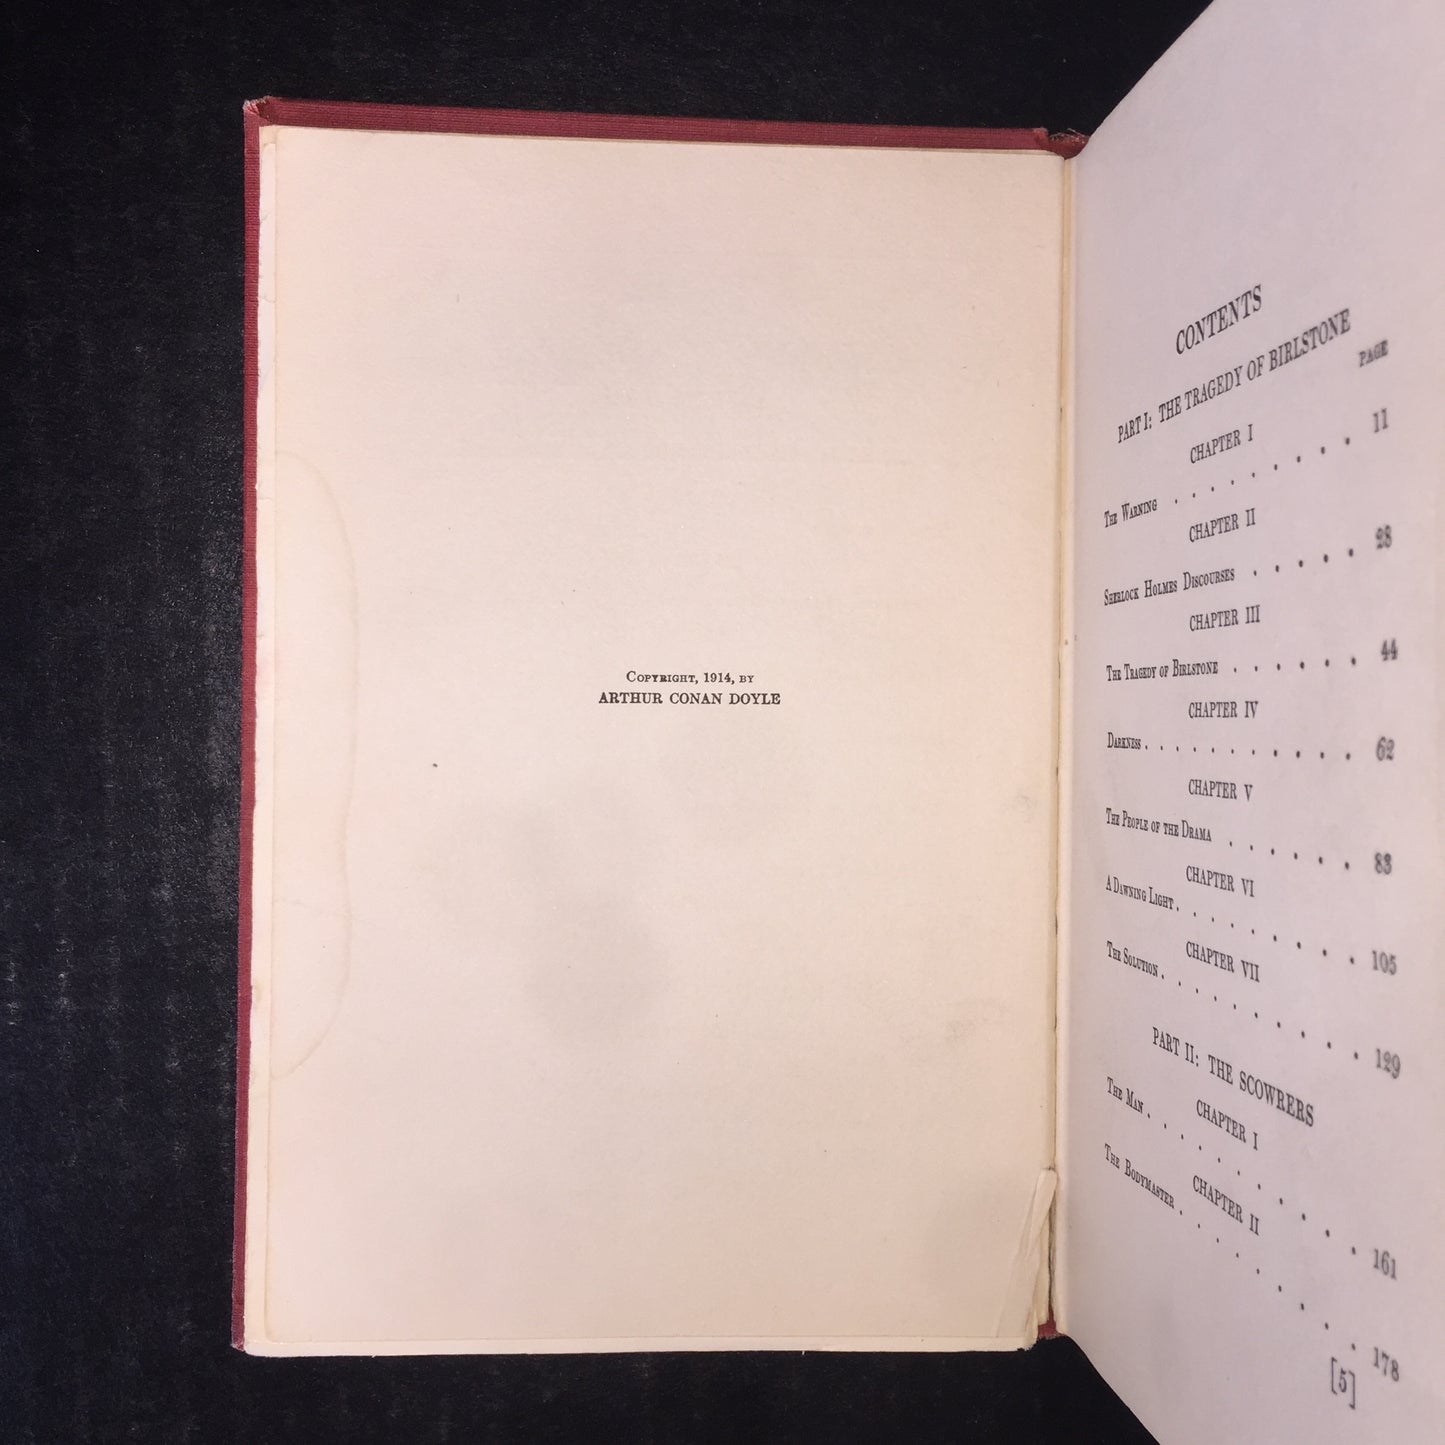 Copyright, 1914, by
ARTHUR CONAN DOYLE
CONTENTS
PART I: THE TRAGEDY OF BIRLSTONE
PAGE
CHAPTER I
The Warning . . . . . . . . . 11
CHAPTER II
Sherlock Holmes Discourses . . . . . 28
CHAPTER III
The Tragedy of Birlstone . . . . . . 44
CHAPTER IV
Darkness . . . . . . . . . . 62
CHAPTER V
The People of the Drama . . . . . . 83
CHAPTER VI
A Dawning Light . . . . . . . . . 105
CHAPTER VII
The Solution . . . . . . . . . . 129
PART II: THE SCOWRERS
CHAPTER I
The Man . . . . . . . . . . 161
CHAPTER II
The Bodymaster . . . . . . . . . 178
[5]